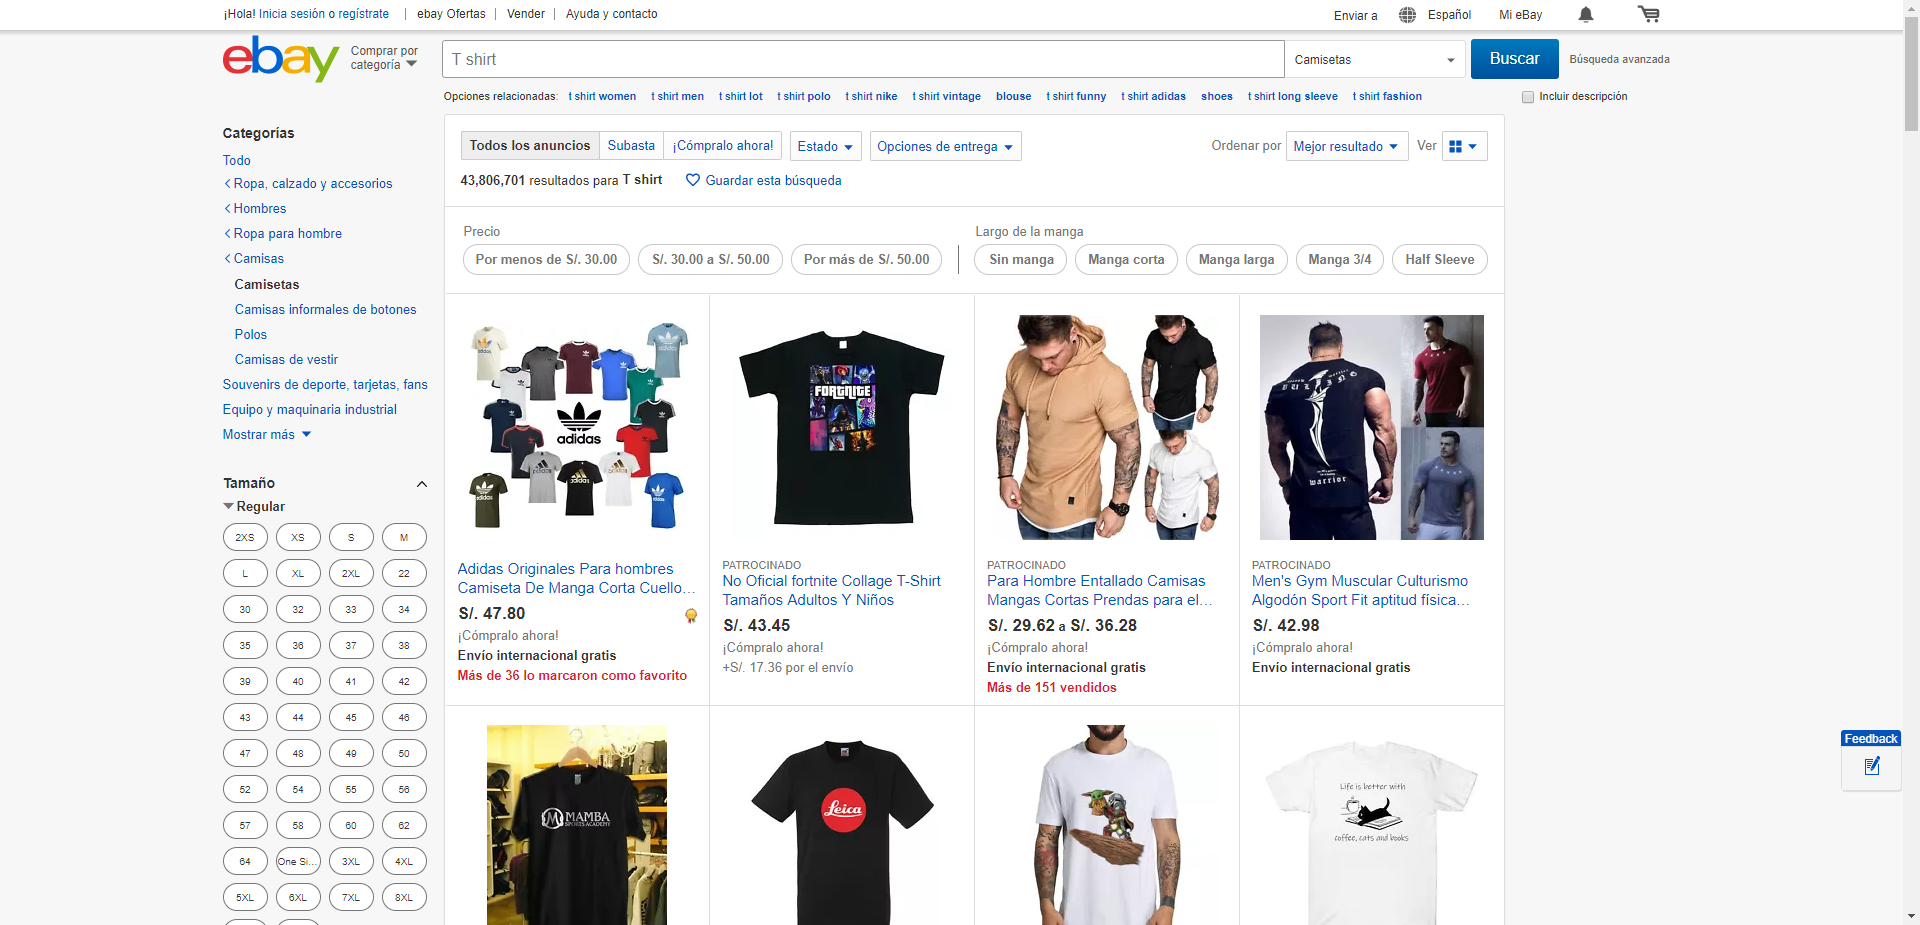 ¡Hola! Inicia sesión o regístrate
ebay Ofertas
Vender
Ayuda y contacto
Enviar a
Español
Mi eBay
ebay
Comprar por
categoría
T shirt
Camisetas
Buscar
Búsqueda avanzada
Opciones relacionadas: t shirt women t shirt men t shirt lot t shirt polo t shirt nike t shirt vintage blouse t shirt funny t shirt adidas shoes t shirt long sleeve t shirt fashion
Incluir descripción
Categorías
Todo
Ropa, calzado y accesorios
Hombres
Ropa para hombre
Camisas
Camisetas
Camisas informales de botones
Polos
Camisas de vestir
Souvenirs de deporte, tarjetas, fans
Equipo y maquinaria industrial
Mostrar más
Tamaño
Regular
2XS XS S M
L XL 2XL 22
30 32 33 34
35 36 37 38
39 40 41 42
43 44 45 46
47 48 49 50
52 54 55 56
57 58 60 62
64 One Si... 3XL 4XL
5XL 6XL 7XL 8XL
Todos los anuncios Subasta ¡Cómpralo ahora! Estado Opciones de entrega
Ordenar por Mejor resultado Ver
43,806,701 resultados para T shirt
Guardar esta búsqueda
Precio
Por menos de S/. 30.00 S/. 30.00 a S/. 50.00 Por más de S/. 50.00
Largo de la manga
Sin manga Manga corta Manga larga Manga 3/4 Half Sleeve
adidas
Adidas Originales Para hombres
Camiseta De Manga Corta Cuello...
S/. 47.80
¡Cómpralo ahora!
Envío internacional gratis
Más de 36 lo marcaron como favorito
FORTNITE
PATROCINADO
No Oficial fortnite Collage T-Shirt
Tamaños Adultos Y Niños
S/. 43.45
¡Cómpralo ahora!
+S/. 17.36 por el envío
PATROCINADO
Para Hombre Entallado Camisas
Mangas Cortas Prendas para el...
S/. 29.62 a S/. 36.28
¡Cómpralo ahora!
Envío internacional gratis
Más de 151 vendidos
warrior
PATROCINADO
Men's Gym Muscular Culturismo
Algodón Sport Fit aptitud física...
S/. 42.98
¡Cómpralo ahora!
Envío internacional gratis
MAMBA
SPORTS ACADEMY
Leica
Life is better with
coffee, cats and books
Feedback